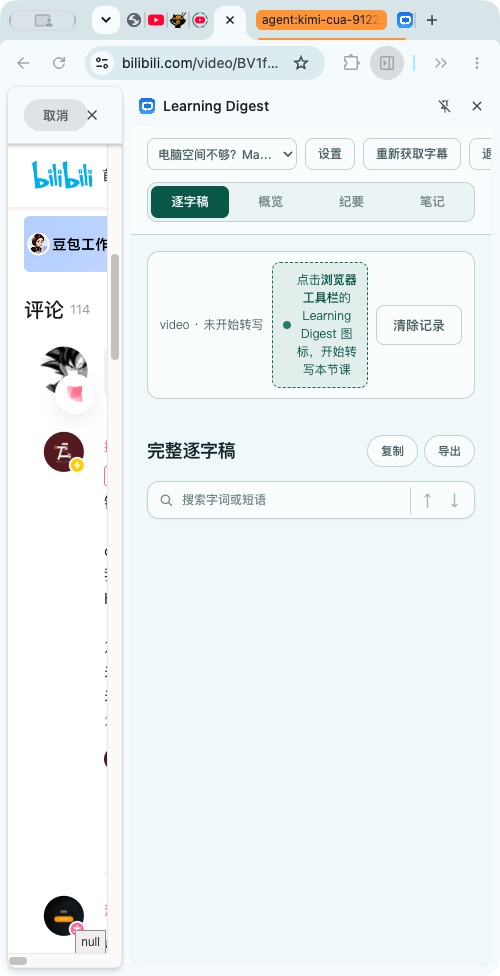 agent:kimi-cua-9122
bilibili.com/video/BV1f...
取消
Learning Digest
bilibili
豆包工作
评论 114
null
电脑空间不够? Ma...
设置
重新获取字幕
逐字稿
概览
纪要
笔记
video · 未开始转写
点击浏览器
工具栏的
Learning
Digest 图
标，开始转
写本节课
清除记录
完整逐字稿
复制
导出
搜索字词或短语